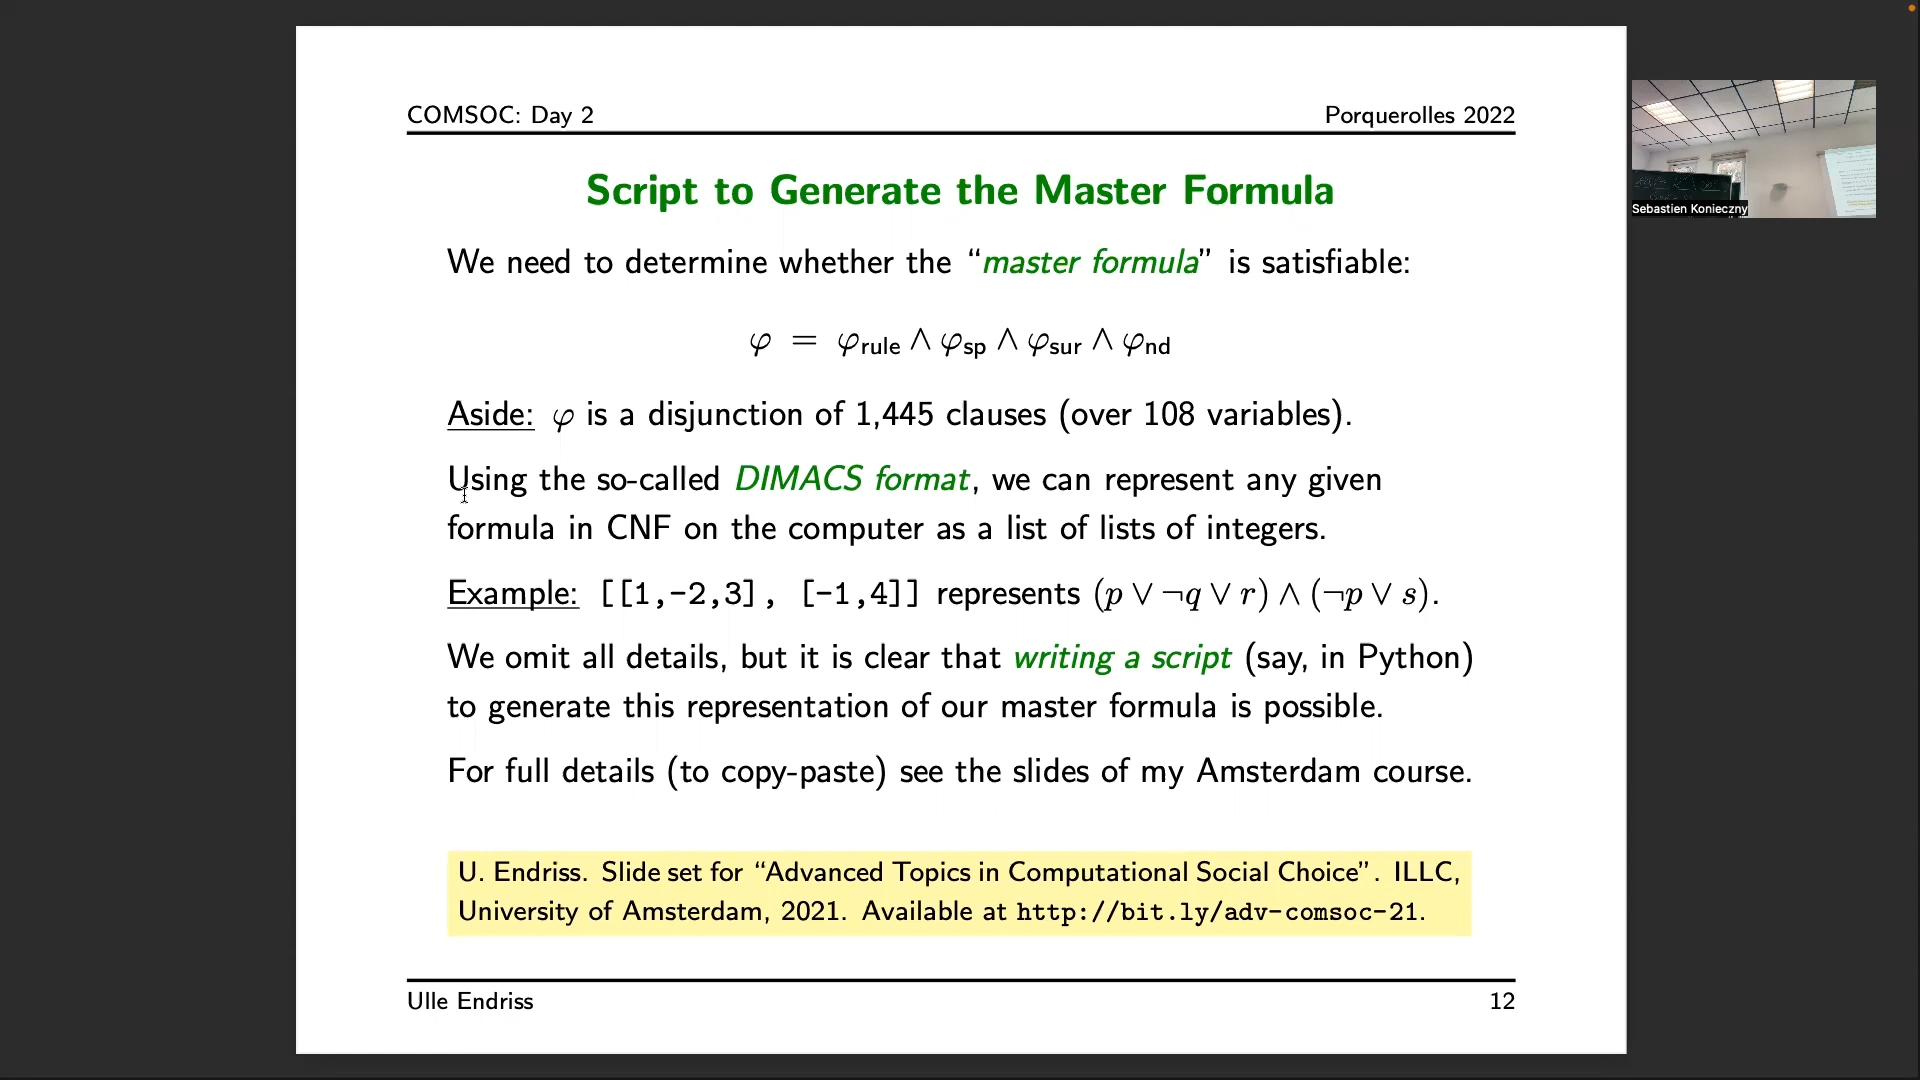 COMSOC: Day 2
Porquerolles 2022
Script to Generate the Master Formula
We need to determine whether the “master formula” is satisfiable:
φ = φrule ∧ φsp ∧ φsur ∧ φnd
Aside: φ is a disjunction of 1,445 clauses (over 108 variables).
Using the so-called DIMACS format, we can represent any given
formula in CNF on the computer as a list of lists of integers.
Example: [[1,-2,3], [-1,4]] represents (p ∨ ¬q ∨ r) ∧ (¬p ∨ s).
We omit all details, but it is clear that writing a script (say, in Python)
to generate this representation of our master formula is possible.
For full details (to copy-paste) see the slides of my Amsterdam course.
U. Endriss. Slide set for “Advanced Topics in Computational Social Choice”. ILLC,
University of Amsterdam, 2021. Available at http://bit.ly/adv-comsoc-21.
Ulle Endriss
12
Sebastien Konieczny